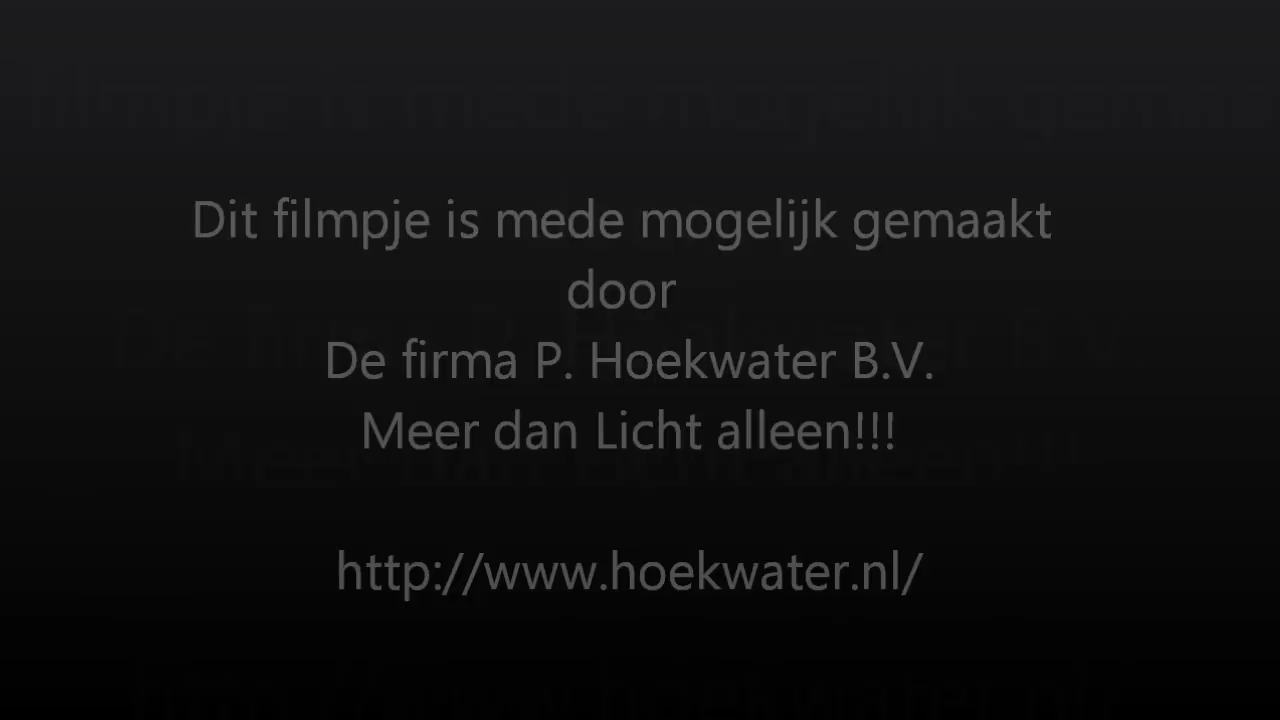 Dit filmpje is mede mogelijk gemaakt
door
De firma P. Hoekwater B.V.
Meer dan Licht alleen!!!
http://www.hoekwater.nl/